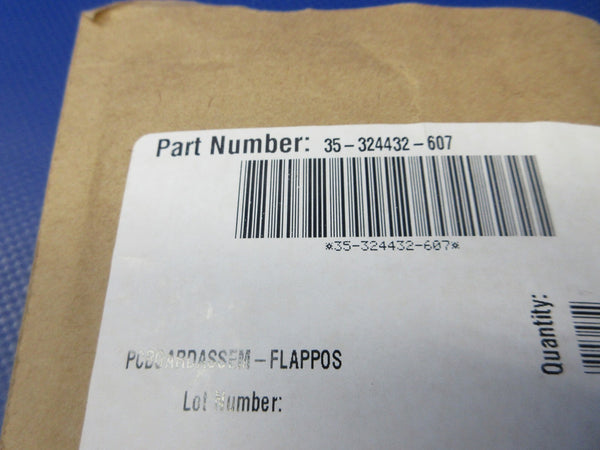 Part Number: 35-324432-607
*35-324432-607*
Quantity:
PCBOARDASSEM-FLAPPOS
Lot Number: